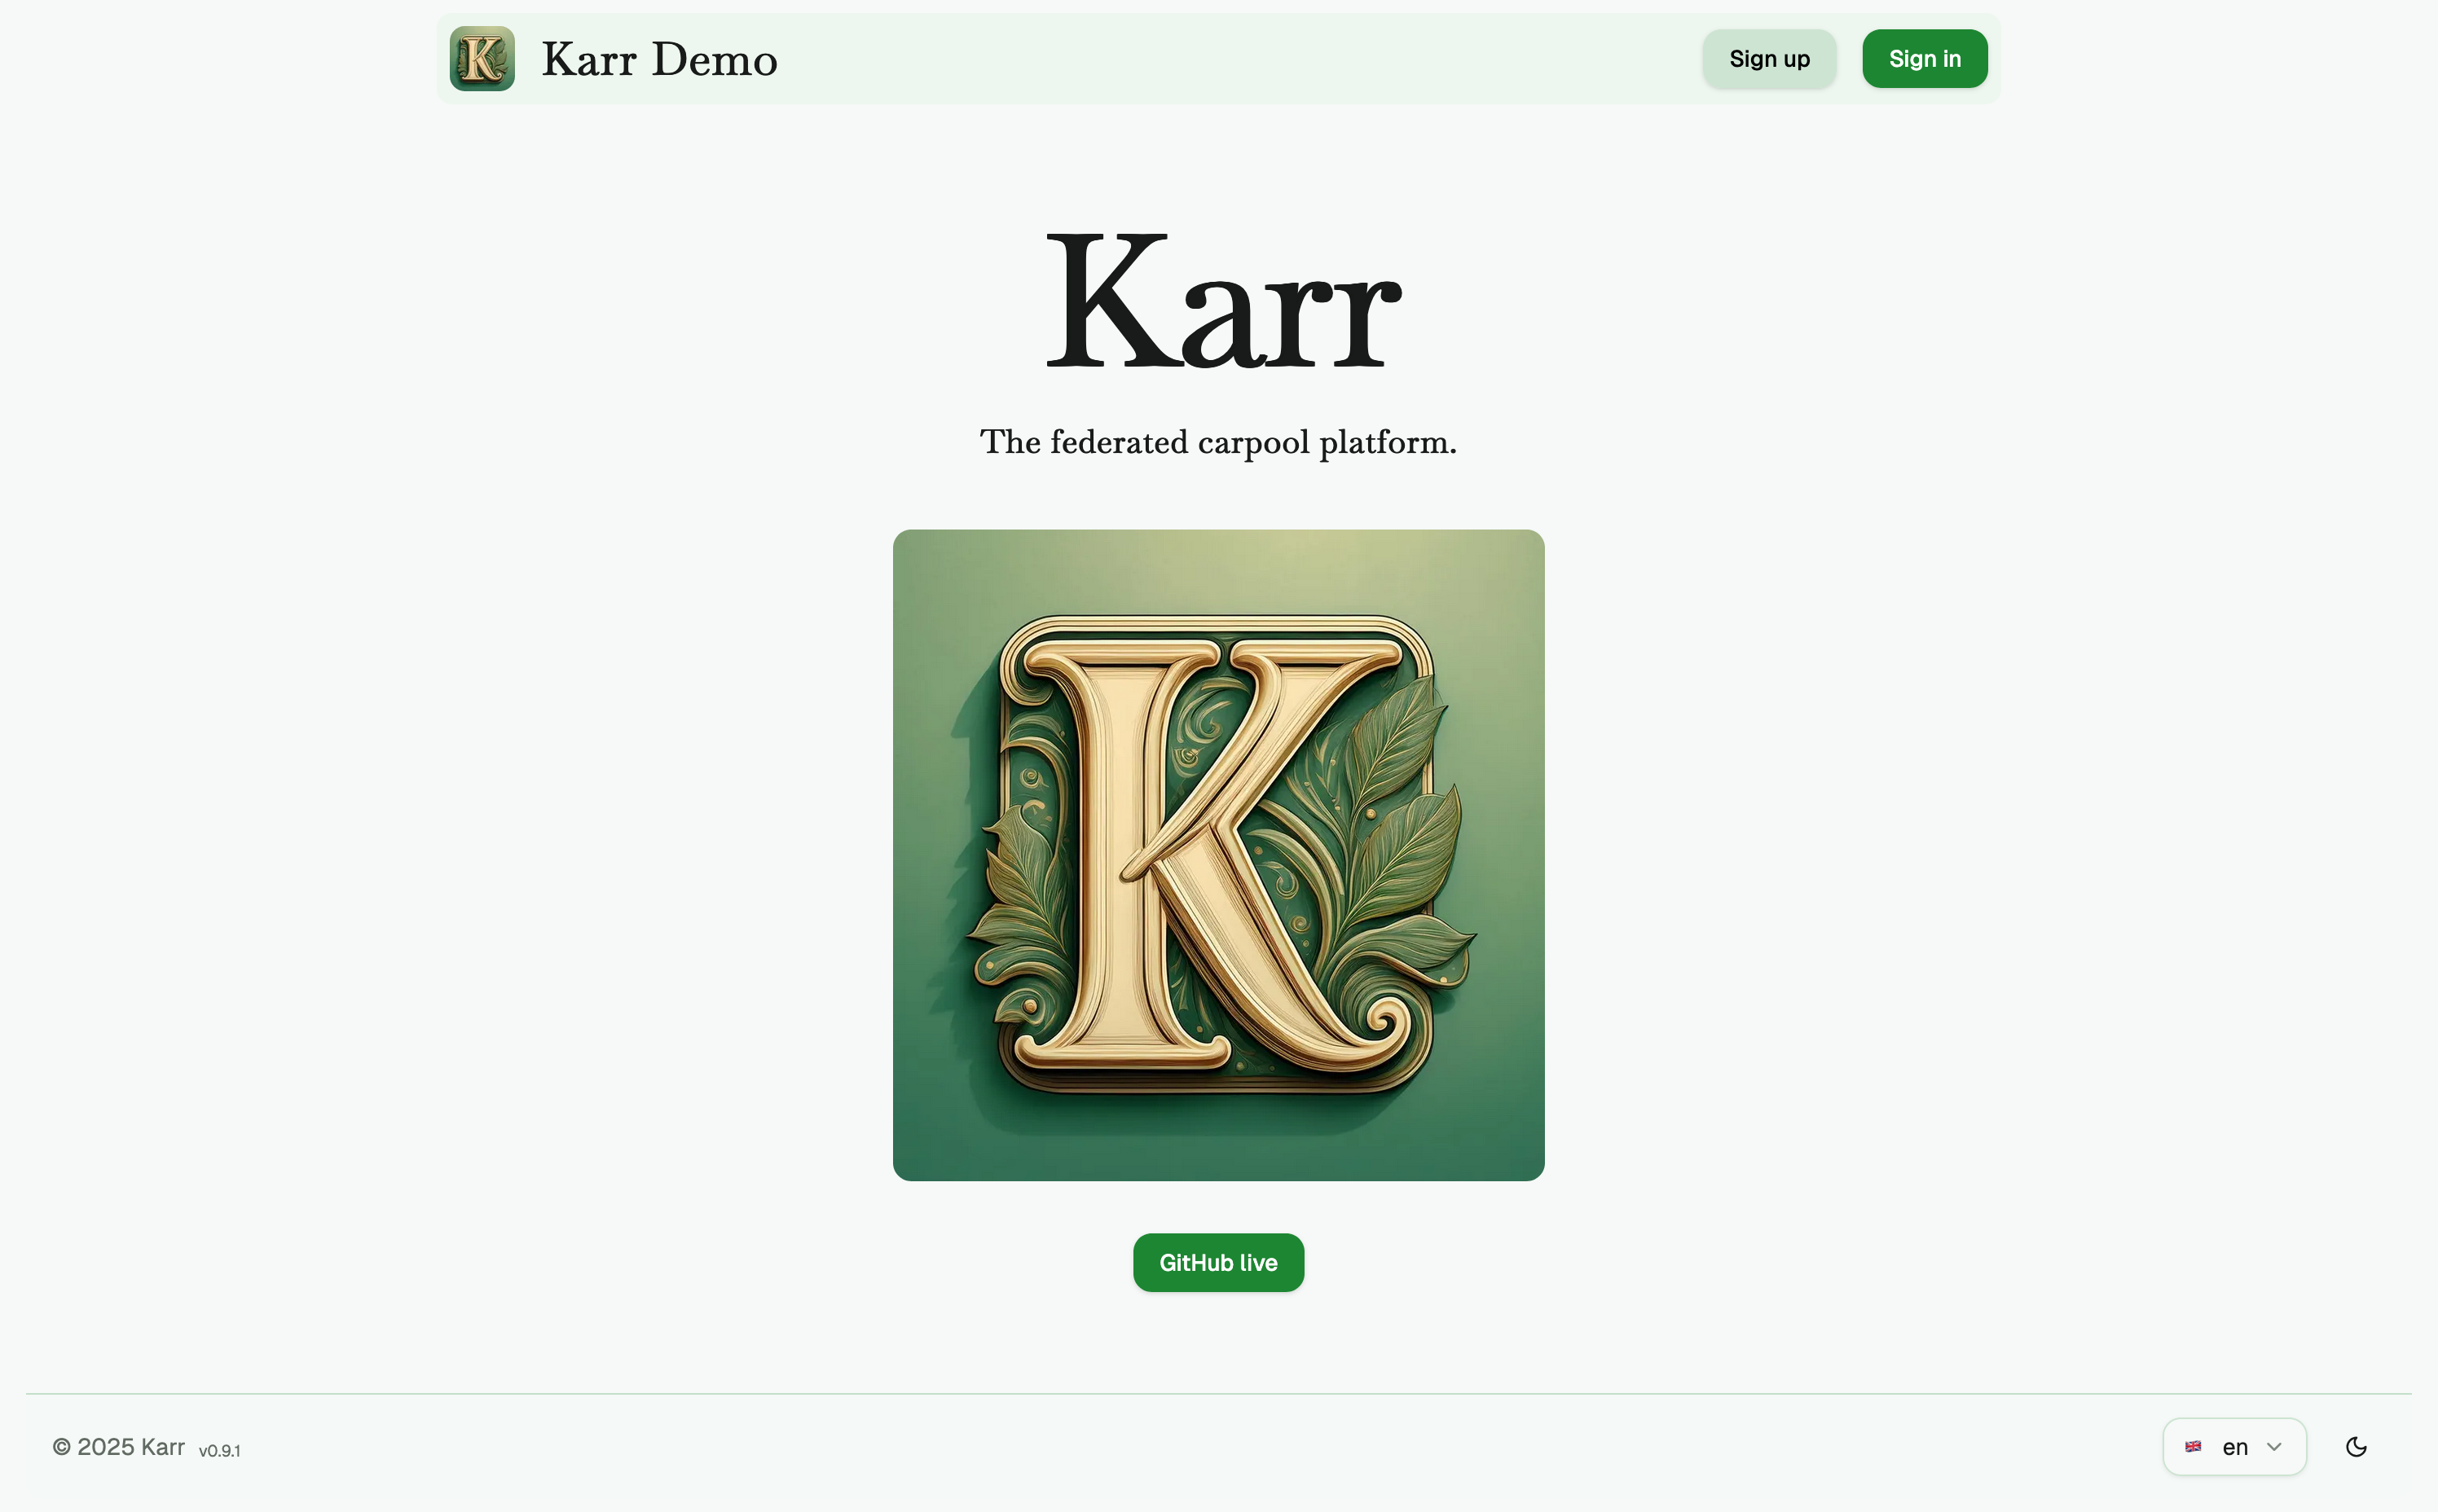 K
Karr Demo
Sign up
Sign in
Karr
The federated carpool platform.
K
GitHub live
© 2025 Karr v0.9.1
en